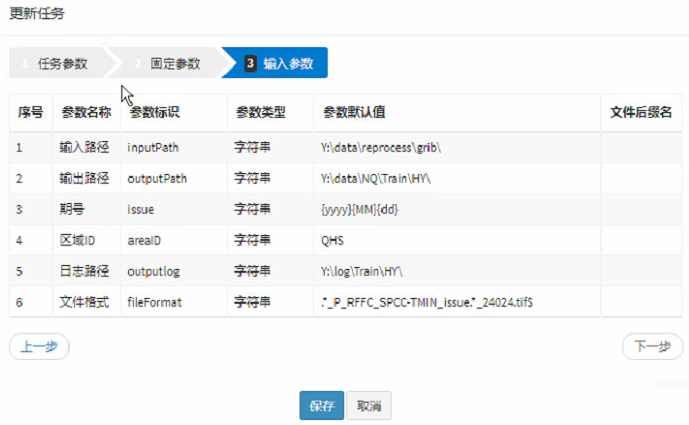 更新任务
1 任务参数 2 固定参数 3 输入参数
序号 参数名称 参数标识 参数类型 参数默认值 文件后缀名
1 输入路径 inputPath 字符串 Y:\data\reprocess\grib\
2 输出路径 outputPath 字符串 Y:\data\NQ\Train\HY\
3 期号 issue 字符串 {yyyy}{MM}{dd}
4 区域ID areaID 字符串 QHS
5 日志路径 outputlog 字符串 Y:\log\Train\HY\
6 文件格式 fileFormat 字符串 .*_P_RFFC_SPCC-TMIN_issue.*_24024.tif$
上一步 下一步
保存 取消